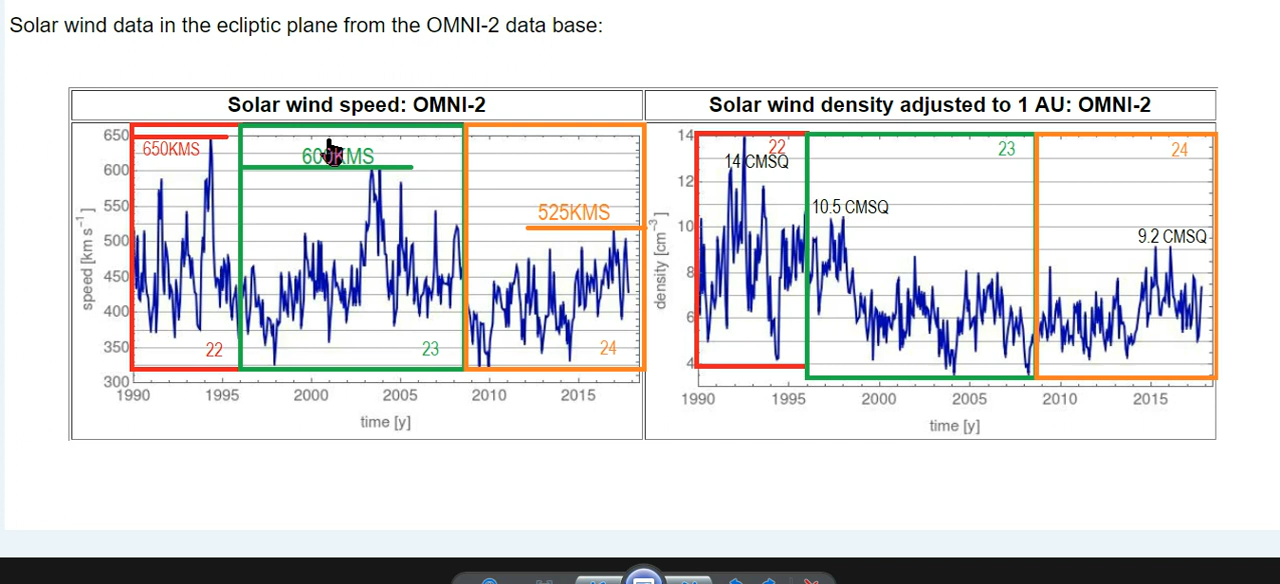 Solar wind data in the ecliptic plane from the OMNI-2 data base:
Solar wind speed: OMNI-2
650
600
550
500
450
400
350
300
speed [km s⁻¹]
650KMS
600KMS
525KMS
22
23
24
1990 1995 2000 2005 2010 2015
time [y]
Solar wind density adjusted to 1 AU: OMNI-2
14
12
10
8
6
4
density [cm⁻³]
22
14 CMSQ
23
10.5 CMSQ
24
9.2 CMSQ
1990 1995 2000 2005 2010 2015
time [y]